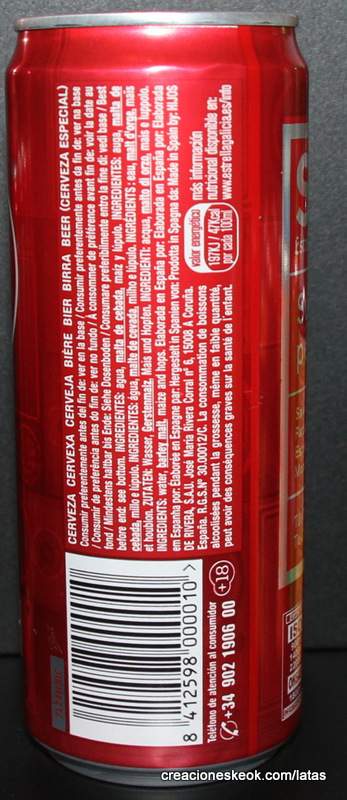 CERVEZA CERVEXA CERVEJA BIÈRE BIER BIRRA BEER (CERVEZA ESPECIAL)
Consumir preferentemente antes del fin de: ver en la base / Consumir preferentemente antes da fin de: ver na base
/ Consumir de preferência antes do fim de: ver no fundo / À consommer de préférence avant fin de: voir la date au
fond / Mindestens haltbar bis Ende: Siehe Dosenboden / Consumare preferibilmente entro la fine di: vedi base / Best
before end: see bottom. INGREDIENTES: agua, malta de cebada, maíz y lúpulo. INGREDIENTES: auga, malta de
cebada, millo e lúpulo. INGREDIENTES: água, malte de cevada, milho e lúpulo. INGRÉDIENTS: eau, malt d'orge, maïs
et houblon. ZUTATEN: Wasser, Gerstenmalz, Mais und hopfen. INGREDIENTI: acqua, malto di orzo, mais e luppolo.
INGREDIENTS: water, barley malt, maize and hops. Elaborada en España por: Elaborada en España por: Elaborada
em Espanha por: Elaborée en Espagne par: Hergestellt in Spanien von: Prodotta in Spagna da: Made in Spain by: HIJOS
DE RIVERA, S.A.U. José María Rivera Corral nº 6, 15008 A Coruña.
España. R.G.S.Nº 30.00012/C. La consommation de boissons
alcoolisées pendant la grossesse, même en faible quantité,
peut avoir des conséquences graves sur la santé de l'enfant.
valor energético
197kJ / 47kcal
por cada 100ml
más información
nutricional disponible en:
www.estrellagalicia.es/info
8 412598 000010 >
Teléfono de atención al consumidor
+34 902 1906 00 +18
creacioneskeok.com/latas